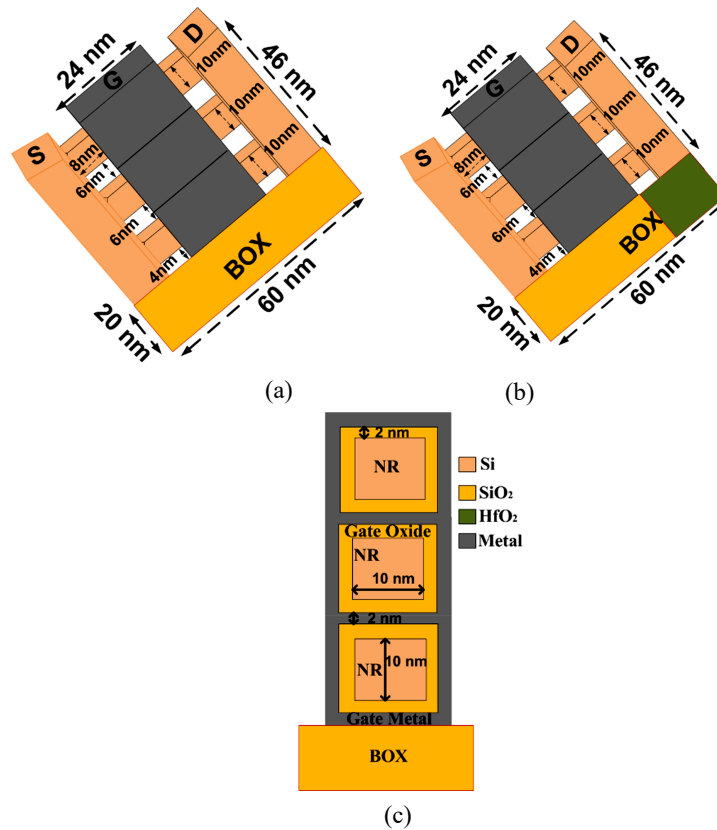 24 nm
G
D
46 nm
10nm
10nm
10nm
S
8nm
6nm
6nm
4nm
BOX
20 nm
60 nm
(a)
24 nm
G
D
46 nm
10nm
10nm
10nm
S
8nm
6nm
6nm
4nm
BOX
20 nm
60 nm
(b)
2 nm
NR
Gate Oxide
NR
10 nm
2 nm
NR
10 nm
Gate Metal
BOX
Si
SiO₂
HfO₂
Metal
(c)